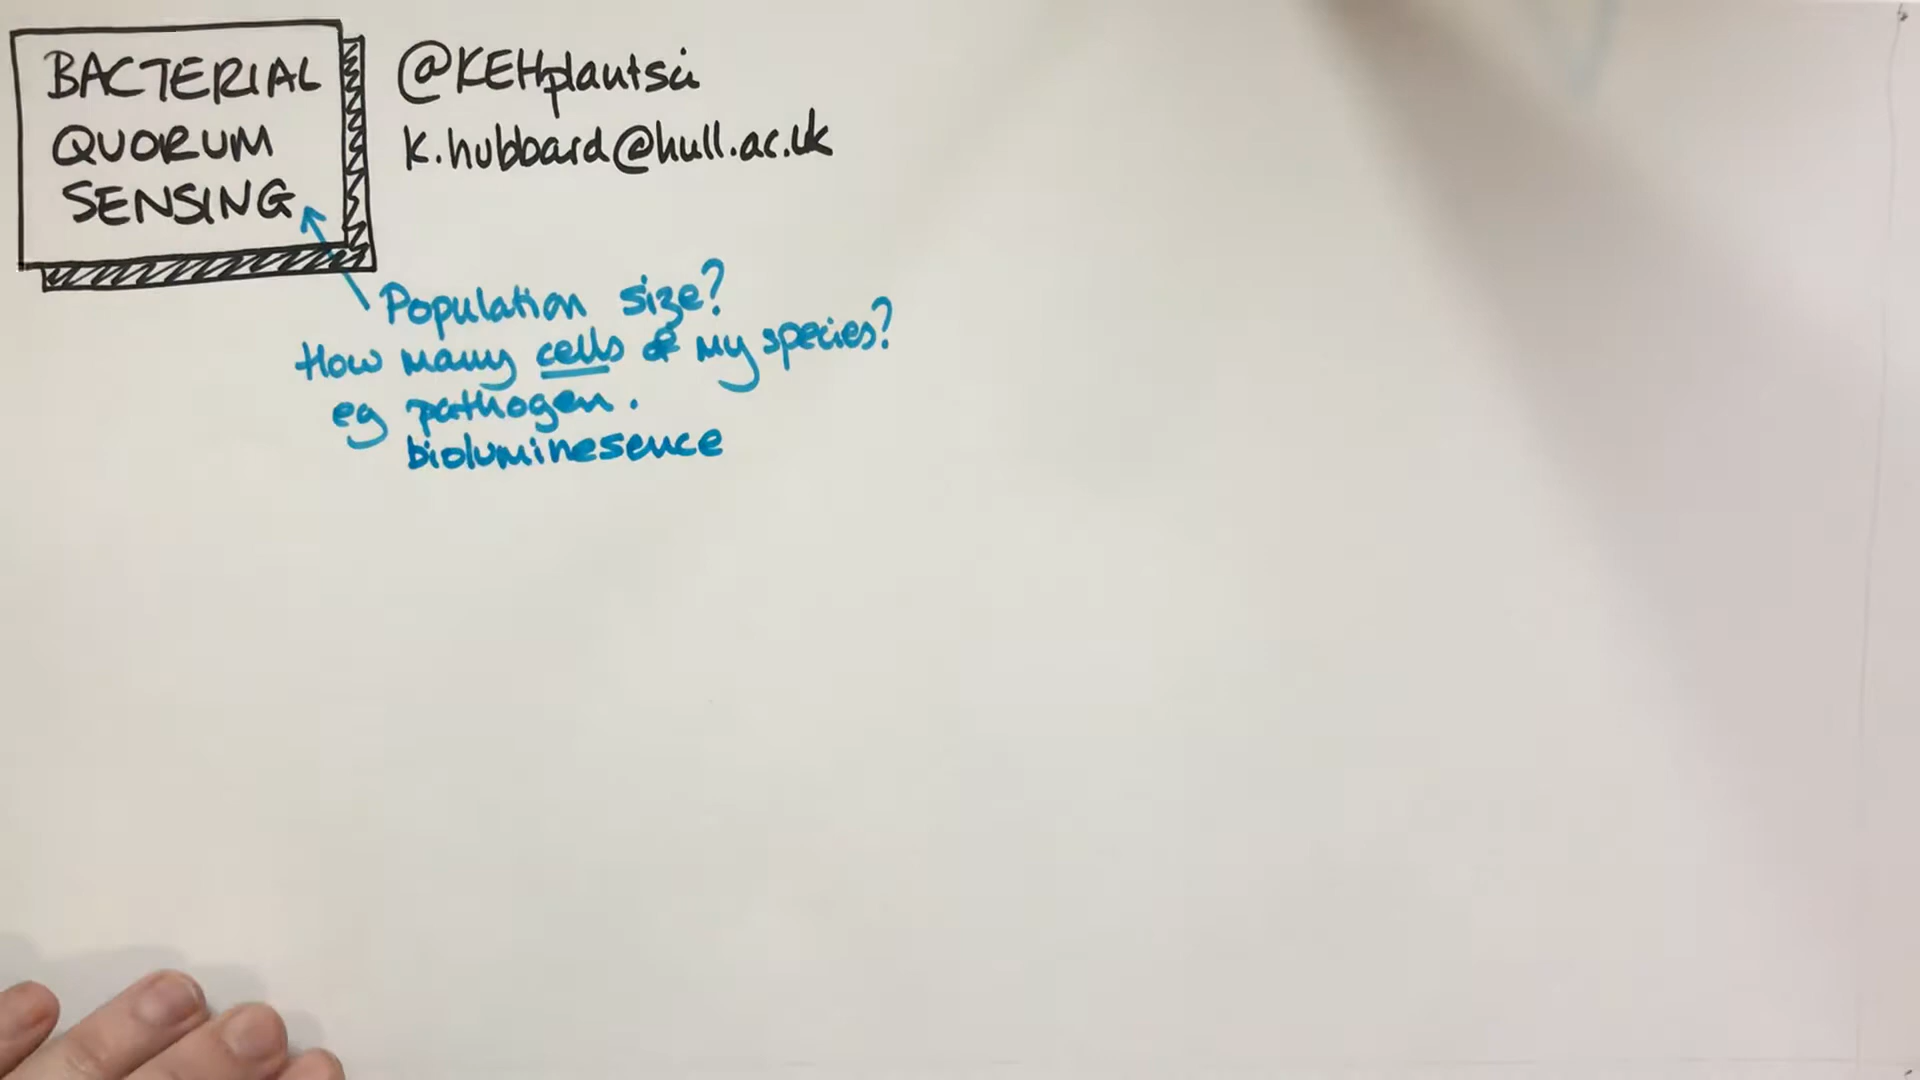 BACTERIAL
QUORUM
SENSING
@KEHplantsci
k.hubbard@hull.ac.uk
Population size?
How many cells of my species?
eg pathogen.
bioluminesence